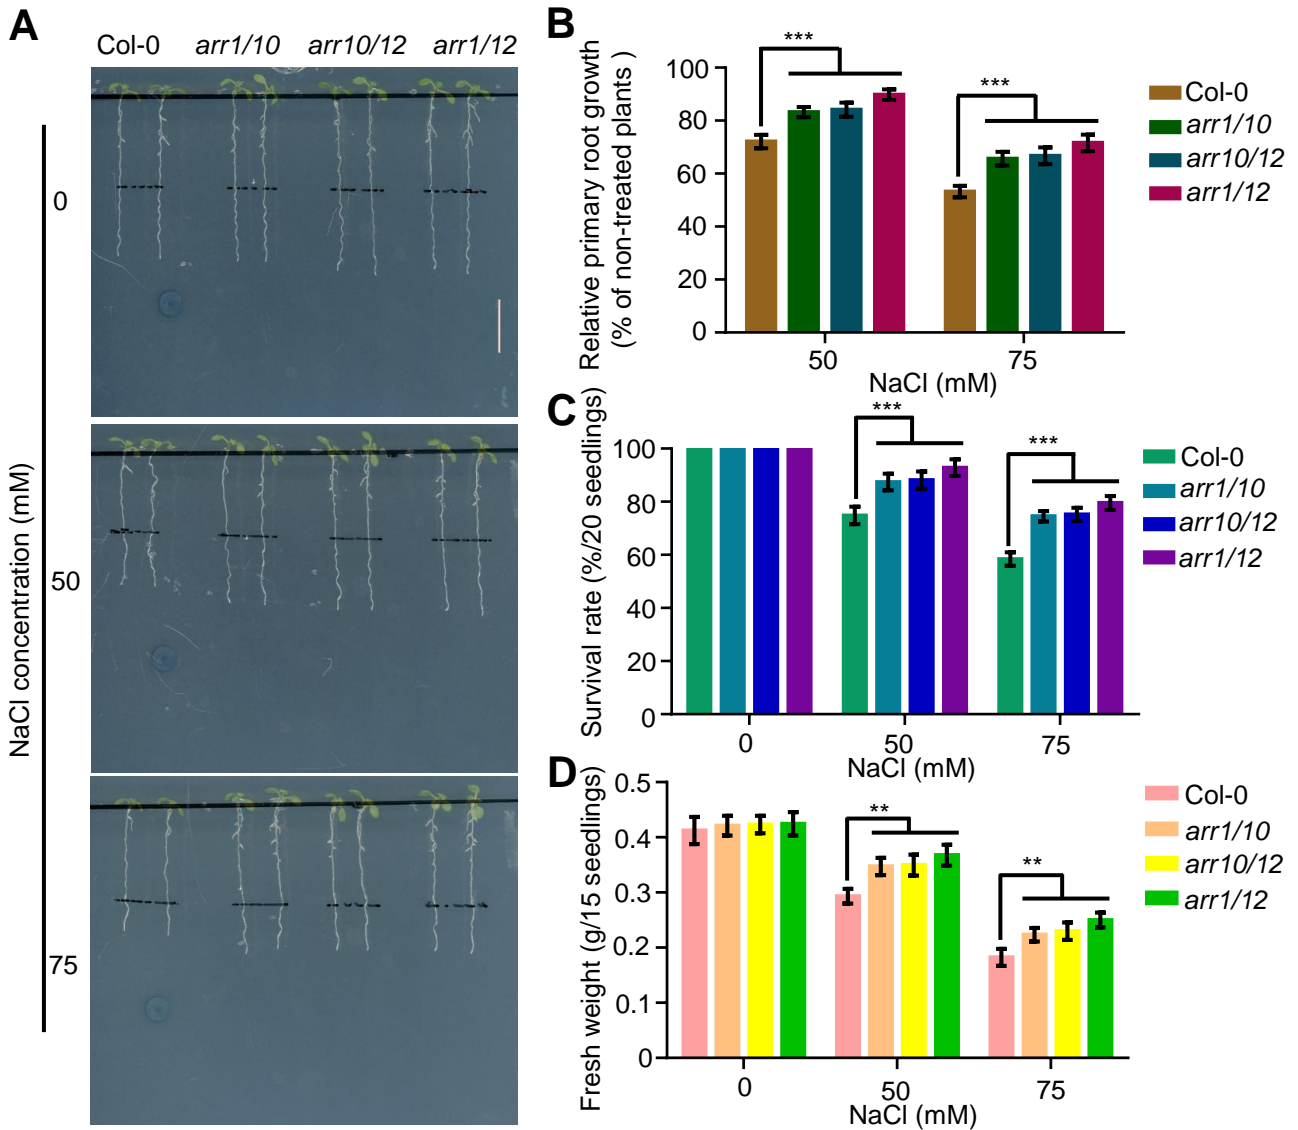 A
Col-0 arr1/10 arr10/12 arr1/12
NaCl concentration (mM)
0
50
75
B
Relative primary root growth
(% of non-treated plants )
100
80
60
40
20
0
***
***
50 75
NaCl (mM)
Col-0
arr1/10
arr10/12
arr1/12
C
Survival rate (%/20 seedlings)
100
80
60
40
20
0
***
***
0 50 75
NaCl (mM)
Col-0
arr1/10
arr10/12
arr1/12
D
Fresh weight (g/15 seedlings)
0.5
0.4
0.3
0.2
0.1
0
**
**
0 50 75
NaCl (mM)
Col-0
arr1/10
arr10/12
arr1/12